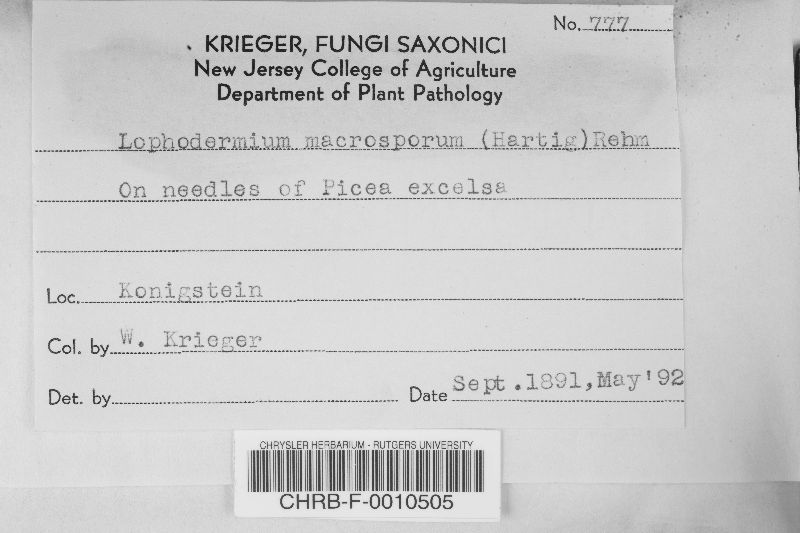 No. 777
KRIEGER, FUNGI SAXONICI
New Jersey College of Agriculture
Department of Plant Pathology
Lophodermium macrosporum (Hartig)Rehm
On needles of Picea excelsa
Loc. Konigstein
Col. by W. Krieger
Det. by
Date Sept.1891,May'92
CHRYSLER HERBARIUM - RUTGERS UNIVERSITY
CHRB-F-0010505